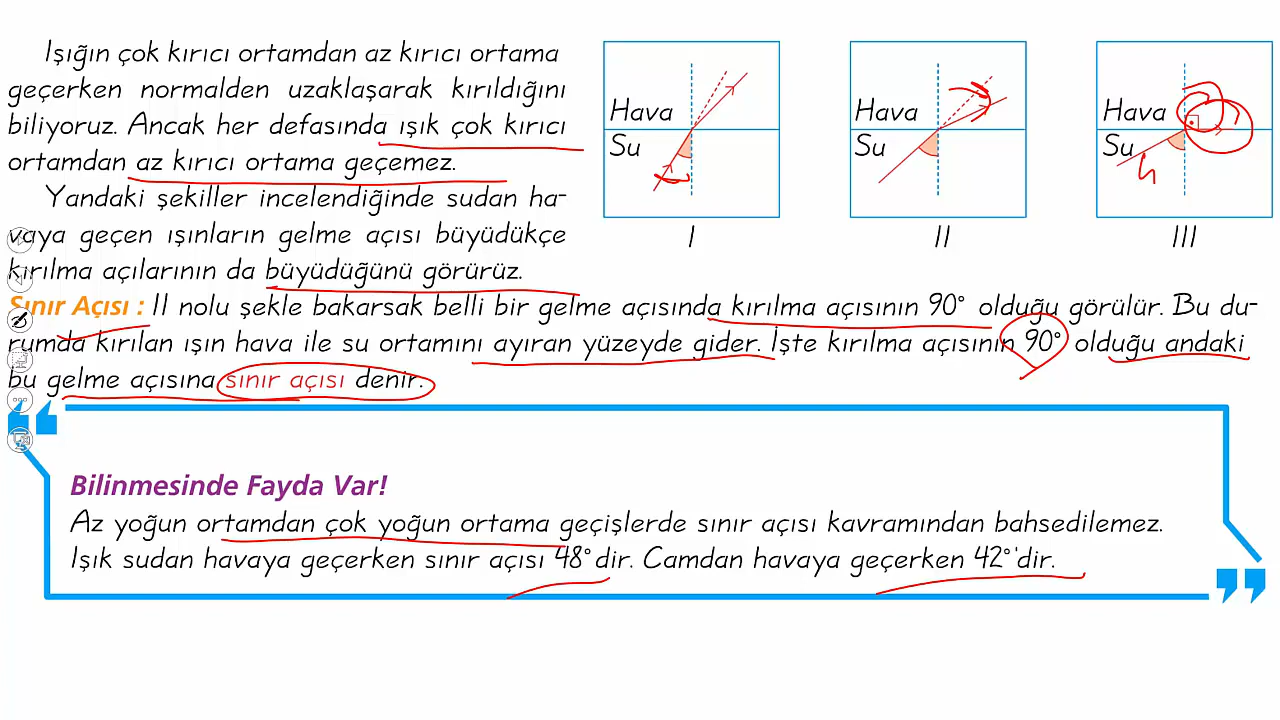 Işığın çok kırıcı ortamdan az kırıcı ortama
geçerken normalden uzaklaşarak kırıldığını
biliyoruz. Ancak her defasında ışık çok kırıcı
ortamdan az kırıcı ortama geçemez.
Yandaki şekiller incelendiğinde sudan ha-
vaya geçen ışınların gelme açısı büyüdükçe
kırılma açılarının da büyüdüğünü görürüz.
Hava
Su
I
Hava
Su
II
Hava
Su
h
III
Sınır Açısı : II nolu şekle bakarsak belli bir gelme açısında kırılma açısının 90° olduğu görülür. Bu du-
rumda kırılan ışın hava ile su ortamını ayıran yüzeyde gider. İşte kırılma açısının 90° olduğu andaki
bu gelme açısına sınır açısı denir.
Bilinmesinde Fayda Var!
Az yoğun ortamdan çok yoğun ortama geçişlerde sınır açısı kavramından bahsedilemez.
Işık sudan havaya geçerken sınır açısı 48°dir. Camdan havaya geçerken 42°'dir.